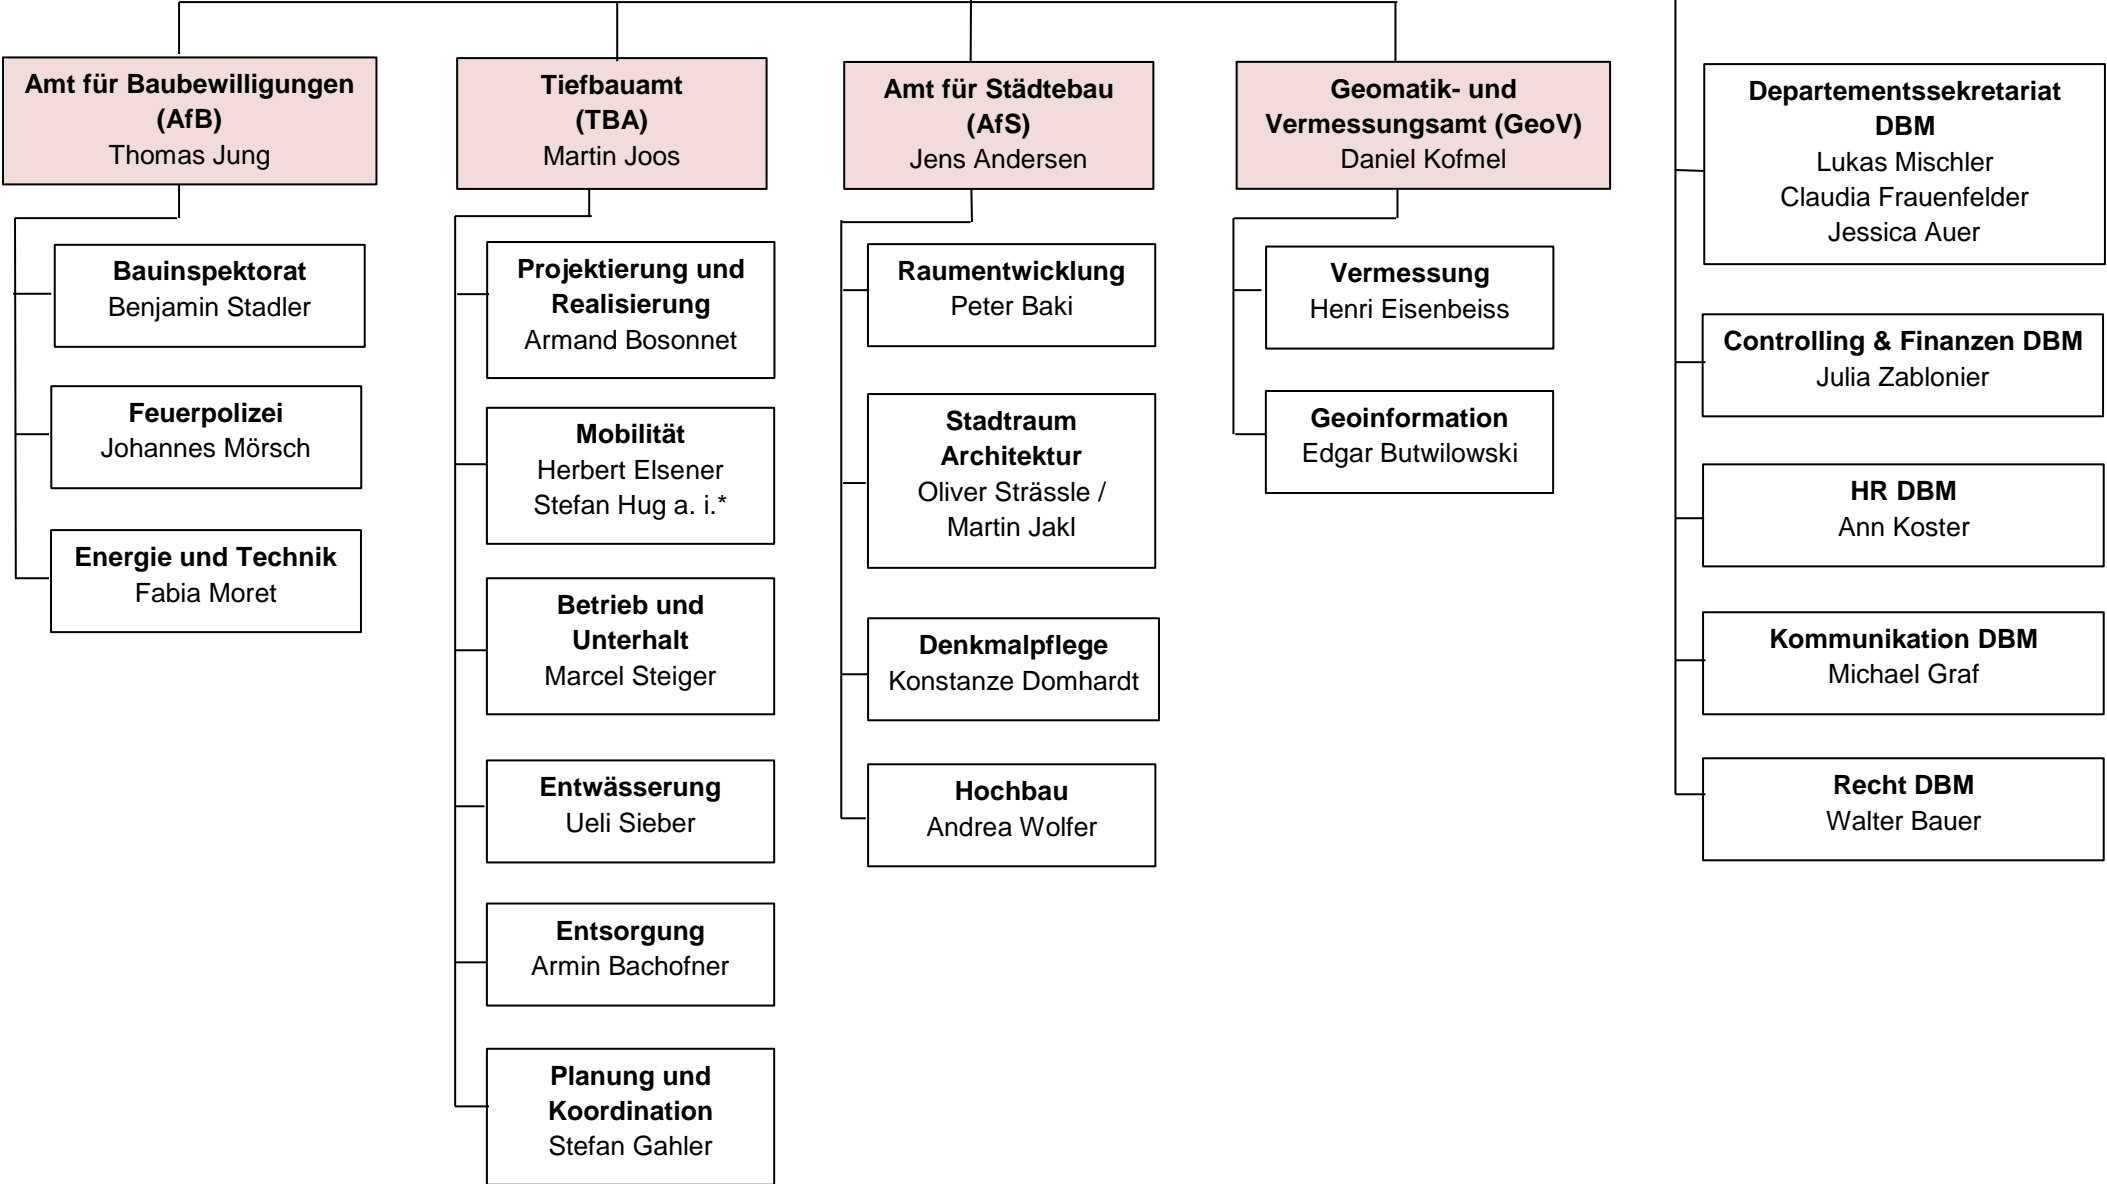 Amt für Baubewilligungen
(AfB)
Thomas Jung
Bauinspektorat
Benjamin Stadler
Feuerpolizei
Johannes Mörsch
Energie und Technik
Fabia Moret
Tiefbauamt
(TBA)
Martin Joos
Projektierung und
Realisierung
Armand Bosonnet
Mobilität
Herbert Elsener
Stefan Hug a. i.*
Betrieb und
Unterhalt
Marcel Steiger
Entwässerung
Ueli Sieber
Entsorgung
Armin Bachofner
Planung und
Koordination
Stefan Gahler
Amt für Städtebau
(AfS)
Jens Andersen
Raumentwicklung
Peter Baki
Stadtraum
Architektur
Oliver Strässle /
Martin Jakl
Denkmalpflege
Konstanze Domhardt
Hochbau
Andrea Wolfer
Geomatik- und
Vermessungsamt (GeoV)
Daniel Kofmel
Vermessung
Henri Eisenbeiss
Geoinformation
Edgar Butwilowski
Departementssekretariat
DBM
Lukas Mischler
Claudia Frauenfelder
Jessica Auer
Controlling & Finanzen DBM
Julia Zablonier
HR DBM
Ann Koster
Kommunikation DBM
Michael Graf
Recht DBM
Walter Bauer